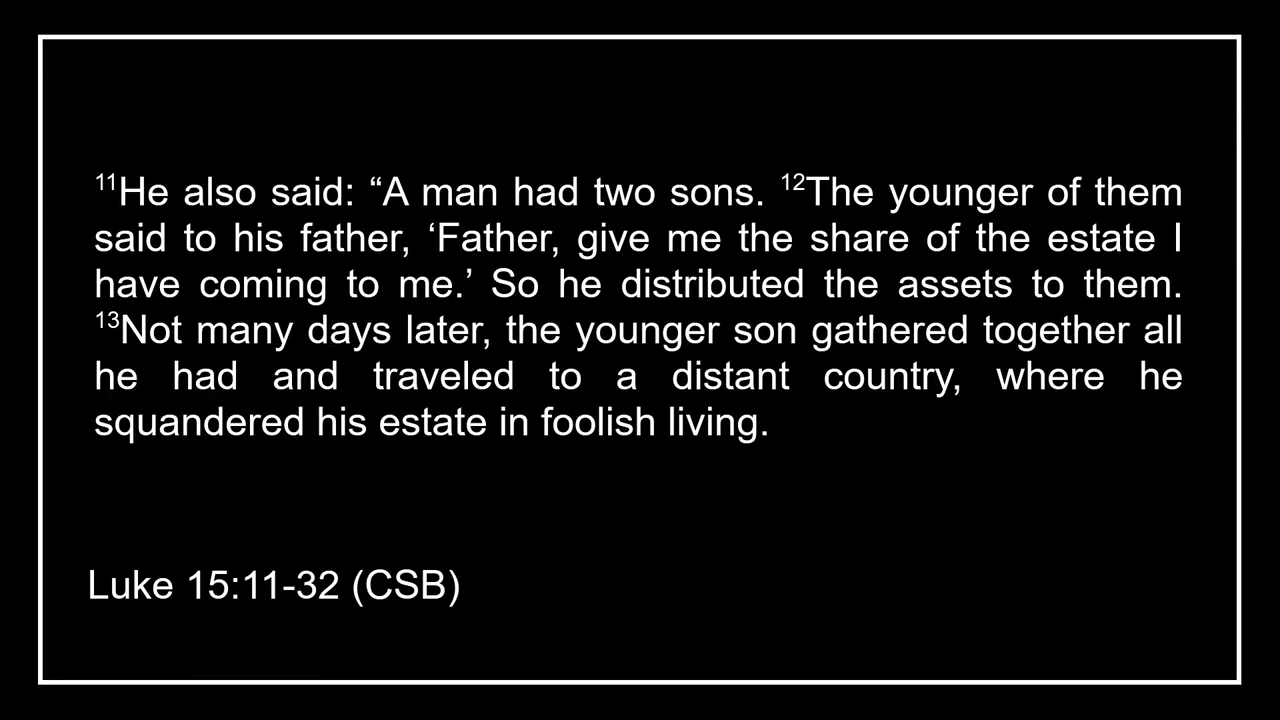 ¹¹He also said: “A man had two sons. ¹²The younger of them
said to his father, ‘Father, give me the share of the estate I
have coming to me.’ So he distributed the assets to them.
¹³Not many days later, the younger son gathered together all
he had and traveled to a distant country, where he
squandered his estate in foolish living.
Luke 15:11-32 (CSB)